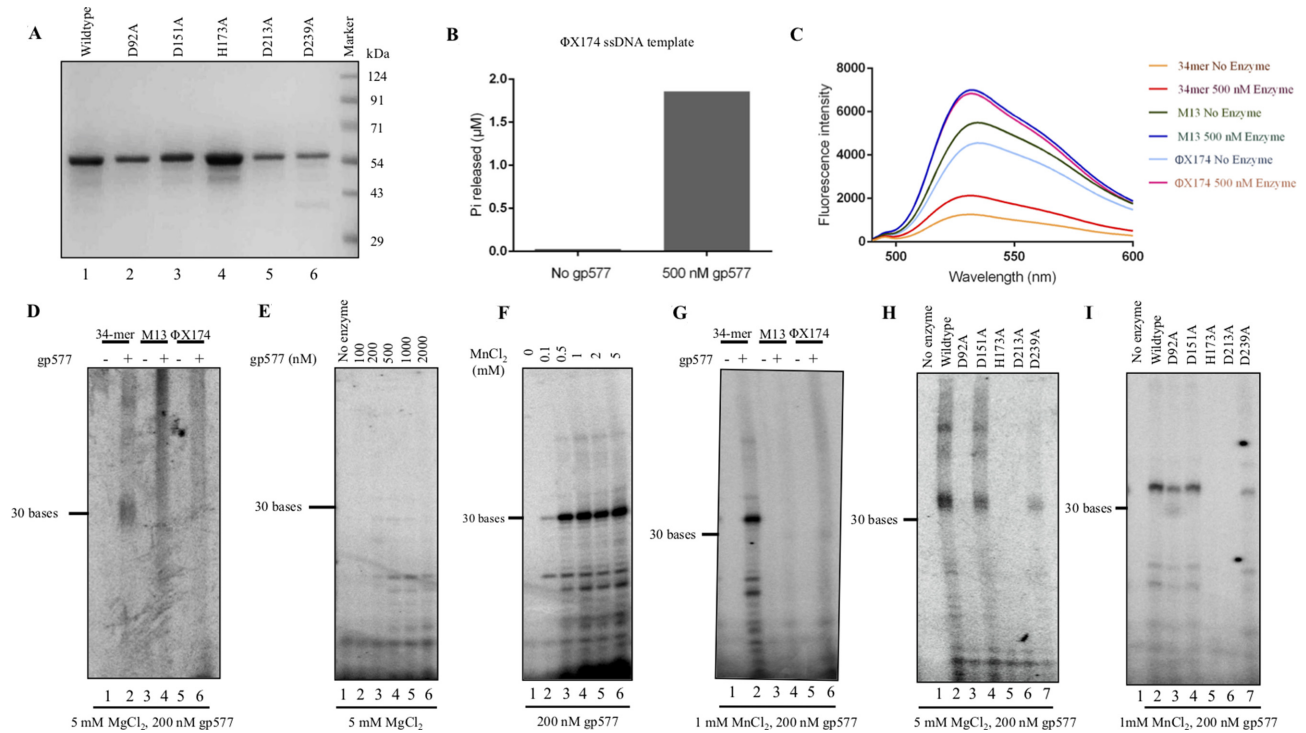 A
Wildtype
D92A
D151A
H173A
D213A
D239A
Marker
kDa
124
91
71
54
43
29
1 2 3 4 5 6
B
ΦX174 ssDNA template
Pi released (µM)
2.0
1.5
1.0
0.5
0.0
No gp577 500 nM gp577
C
Fluorescence intensity
8000
6000
4000
2000
0
500 550 600
Wavelength (nm)
34mer No Enzyme
34mer 500 nM Enzyme
M13 No Enzyme
M13 500 nM Enzyme
ΦX174 No Enzyme
ΦX174 500 nM Enzyme
D
34-mer M13 ΦX174
gp577 - + - + - +
30 bases
1 2 3 4 5 6
5 mM MgCl2, 200 nM gp577
E
gp577 (nM)
No enzyme
100
200
500
1000
2000
30 bases
1 2 3 4 5 6
5 mM MgCl2
F
MnCl2
(mM)
0
0.1
0.5
1
2
5
30 bases
1 2 3 4 5 6
200 nM gp577
G
34-mer M13 ΦX174
gp577 - + - + - +
30 bases
1 2 3 4 5 6
1 mM MnCl2, 200 nM gp577
H
No enzyme
Wildtype
D92A
D151A
H173A
D213A
D239A
30 bases
1 2 3 4 5 6 7
5 mM MgCl2, 200 nM gp577
I
No enzyme
Wildtype
D92A
D151A
H173A
D213A
D239A
30 bases
1 2 3 4 5 6 7
1mM MnCl2, 200 nM gp577